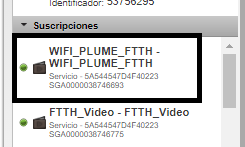 Identificador: 53756295
Suscripciones
WIFI_PLUME_FTTH -
WIFI_PLUME_FTTH
Servicio - 5A544547D4F40223
SGA0000038746693
FTTH_Video - FTTH_Video
Servicio - 5A544547D4F40223
SGA0000038746775